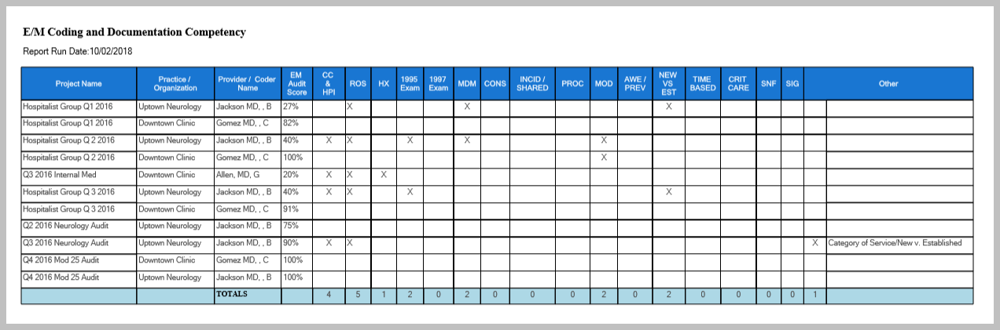 E/M Coding and Documentation Competency
Report Run Date:10/02/2018
Project Name Practice / Organization Provider / Coder Name EM Audit Score CC & HPI ROS HX 1995 Exam 1997 Exam MDM CONS INCID / SHARED PROC MOD AWE / PREV NEW VS EST TIME BASED CRIT CARE SNF SIG Other
Hospitalist Group Q1 2016 Uptown Neurology Jackson MD, , B 27% X X X
Hospitalist Group Q1 2016 Downtown Clinic Gomez MD, , C 82%
Hospitalist Group Q 2 2016 Uptown Neurology Jackson MD, , B 40% X X X X X
Hospitalist Group Q 2 2016 Downtown Clinic Gomez MD, , C 100% X
Q3 2016 Internal Med Downtown Clinic Allen, MD, G 20% X X X
Hospitalist Group Q 3 2016 Uptown Neurology Jackson MD, , B 40% X X X X
Hospitalist Group Q 3 2016 Downtown Clinic Gomez MD, , C 91%
Q2 2016 Neurology Audit Uptown Neurology Jackson MD, , B 75%
Q3 2016 Neurology Audit Uptown Neurology Jackson MD, , B 90% X X X Category of Service/New v. Established
Q4 2016 Mod 25 Audit Downtown Clinic Gomez MD, , C 100%
Q4 2016 Mod 25 Audit Uptown Neurology Jackson MD, , B 100%
TOTALS 4 5 1 2 0 2 0 0 0 2 0 2 0 0 0 0 1